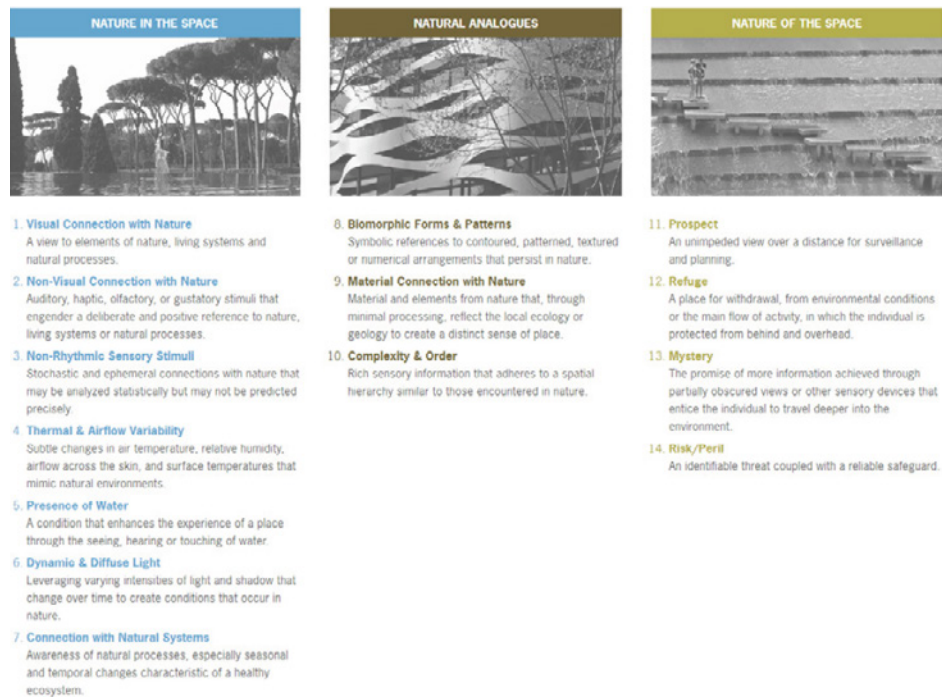 NATURE IN THE SPACE
1. Visual Connection with Nature
A view to elements of nature, living systems and
natural processes.
2. Non-Visual Connection with Nature
Auditory, haptic, olfactory, or gustatory stimuli that
engender a deliberate and positive reference to nature,
living systems or natural processes.
3. Non-Rhythmic Sensory Stimuli
Stochastic and ephemeral connections with nature that
may be analyzed statistically but may not be predicted
precisely.
4. Thermal & Airflow Variability
Subtle changes in air temperature, relative humidity,
airflow across the skin, and surface temperatures that
mimic natural environments.
5. Presence of Water
A condition that enhances the experience of a place
through the seeing, hearing or touching of water.
6. Dynamic & Diffuse Light
Leveraging varying intensities of light and shadow that
change over time to create conditions that occur in
nature.
7. Connection with Natural Systems
Awareness of natural processes, especially seasonal
and temporal changes characteristic of a healthy
ecosystem.
NATURAL ANALOGUES
8. Biomorphic Forms & Patterns
Symbolic references to contoured, patterned, textured
or numerical arrangements that persist in nature.
9. Material Connection with Nature
Material and elements from nature that, through
minimal processing, reflect the local ecology or
geology to create a distinct sense of place.
10. Complexity & Order
Rich sensory information that adheres to a spatial
hierarchy similar to those encountered in nature.
NATURE OF THE SPACE
11. Prospect
An unimpeded view over a distance for surveillance
and planning.
12. Refuge
A place for withdrawal, from environmental conditions
or the main flow of activity, in which the individual is
protected from behind and overhead.
13. Mystery
The promise of more information achieved through
partially obscured views or other sensory devices that
entice the individual to travel deeper into the
environment.
14. Risk/Peril
An identifiable threat coupled with a reliable safeguard.